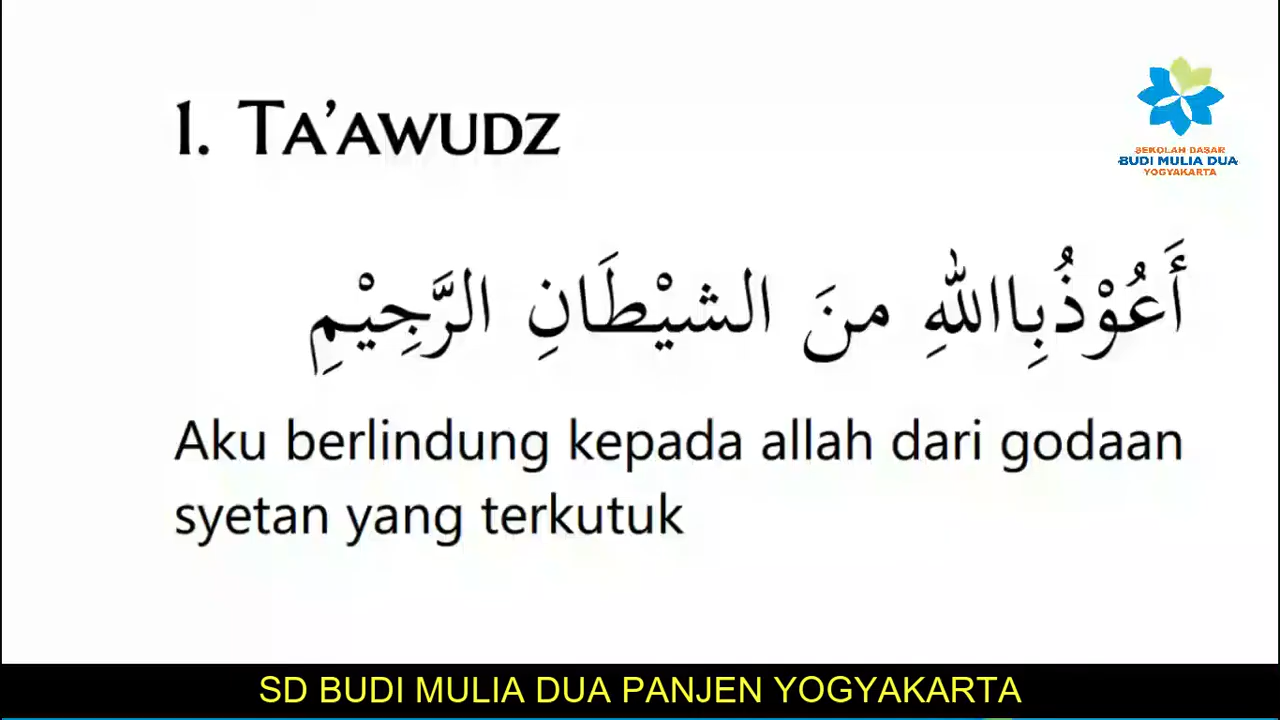 1. Ta’awudz
SEKOLAH DASAR
BUDI MULIA DUA
YOGYAKARTA
أَعُوْذُبِااللهِ منَ الشيْطَانِ الرَّجِيْمِ
Aku berlindung kepada allah dari godaan
syetan yang terkutuk
SD BUDI MULIA DUA PANJEN YOGYAKARTA